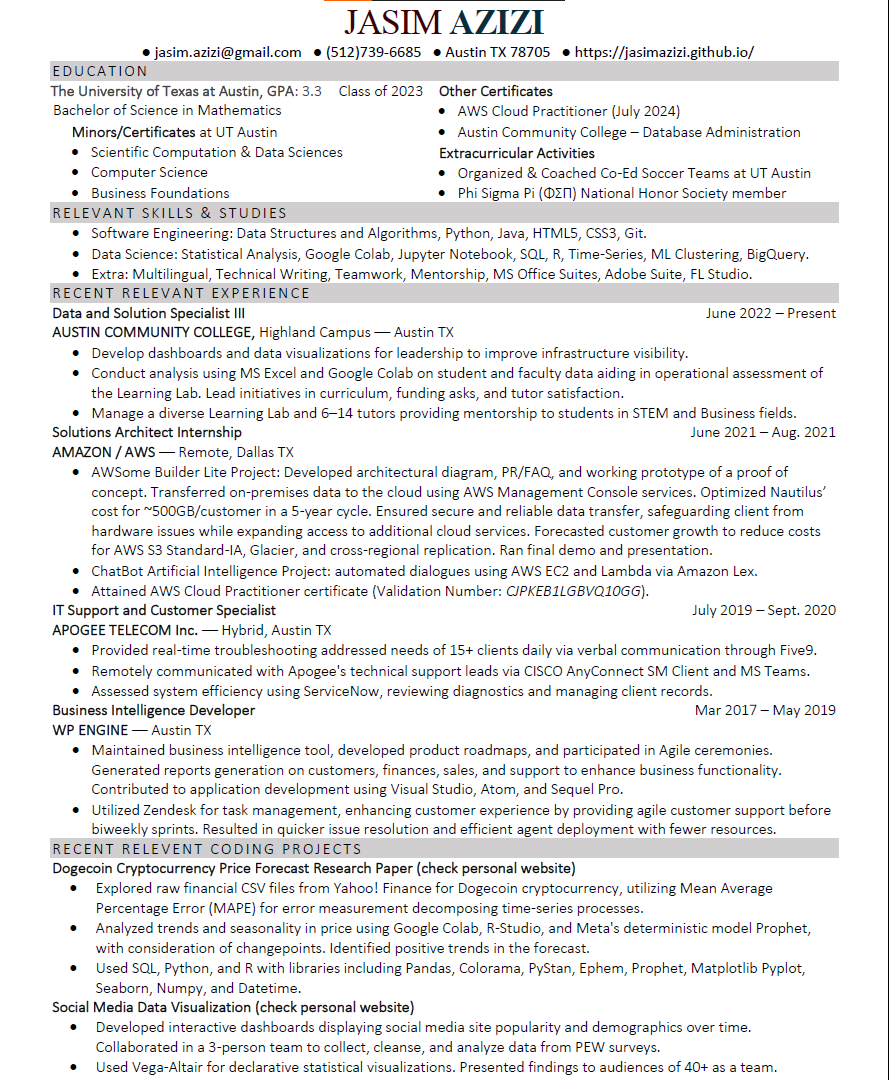 JASIM AZIZI
● jasim.azizi@gmail.com ● (512)739-6685 ● Austin TX 78705 ● https://jasimazizi.github.io/
EDUCATION
The University of Texas at Austin, GPA: 3.3 Class of 2023
Bachelor of Science in Mathematics
Minors/Certificates at UT Austin
● Scientific Computation & Data Sciences
● Computer Science
● Business Foundations
Other Certificates
● AWS Cloud Practitioner (July 2024)
● Austin Community College – Database Administration
Extracurricular Activities
● Organized & Coached Co-Ed Soccer Teams at UT Austin
● Phi Sigma Pi (ΦΣΠ) National Honor Society member
RELEVANT SKILLS & STUDIES
● Software Engineering: Data Structures and Algorithms, Python, Java, HTML5, CSS3, Git.
● Data Science: Statistical Analysis, Google Colab, Jupyter Notebook, SQL, R, Time-Series, ML Clustering, BigQuery.
● Extra: Multilingual, Technical Writing, Teamwork, Mentorship, MS Office Suites, Adobe Suite, FL Studio.
RECENT RELEVANT EXPERIENCE
Data and Solution Specialist III June 2022 – Present
AUSTIN COMMUNITY COLLEGE, Highland Campus — Austin TX
● Develop dashboards and data visualizations for leadership to improve infrastructure visibility.
● Conduct analysis using MS Excel and Google Colab on student and faculty data aiding in operational assessment of
the Learning Lab. Lead initiatives in curriculum, funding asks, and tutor satisfaction.
● Manage a diverse Learning Lab and 6–14 tutors providing mentorship to students in STEM and Business fields.
Solutions Architect Internship June 2021 – Aug. 2021
AMAZON / AWS — Remote, Dallas TX
● AWSome Builder Lite Project: Developed architectural diagram, PR/FAQ, and working prototype of a proof of
concept. Transferred on-premises data to the cloud using AWS Management Console services. Optimized Nautilus’
cost for ~500GB/customer in a 5-year cycle. Ensured secure and reliable data transfer, safeguarding client from
hardware issues while expanding access to additional cloud services. Forecasted customer growth to reduce costs
for AWS S3 Standard-IA, Glacier, and cross-regional replication. Ran final demo and presentation.
● ChatBot Artificial Intelligence Project: automated dialogues using AWS EC2 and Lambda via Amazon Lex.
● Attained AWS Cloud Practitioner certificate (Validation Number: CJPKEB1LGBVQ10GG).
IT Support and Customer Specialist July 2019 – Sept. 2020
APOGEE TELECOM Inc. — Hybrid, Austin TX
● Provided real-time troubleshooting addressed needs of 15+ clients daily via verbal communication through Five9.
● Remotely communicated with Apogee's technical support leads via CISCO AnyConnect SM Client and MS Teams.
● Assessed system efficiency using ServiceNow, reviewing diagnostics and managing client records.
Business Intelligence Developer Mar 2017 – May 2019
WP ENGINE — Austin TX
● Maintained business intelligence tool, developed product roadmaps, and participated in Agile ceremonies.
Generated reports generation on customers, finances, sales, and support to enhance business functionality.
Contributed to application development using Visual Studio, Atom, and Sequel Pro.
● Utilized Zendesk for task management, enhancing customer experience by providing agile customer support before
biweekly sprints. Resulted in quicker issue resolution and efficient agent deployment with fewer resources.
RECENT RELEVENT CODING PROJECTS
Dogecoin Cryptocurrency Price Forecast Research Paper (check personal website)
● Explored raw financial CSV files from Yahoo! Finance for Dogecoin cryptocurrency, utilizing Mean Average
Percentage Error (MAPE) for error measurement decomposing time-series processes.
● Analyzed trends and seasonality in price using Google Colab, R-Studio, and Meta's deterministic model Prophet,
with consideration of changepoints. Identified positive trends in the forecast.
● Used SQL, Python, and R with libraries including Pandas, Colorama, PyStan, Ephem, Prophet, Matplotlib Pyplot,
Seaborn, Numpy, and Datetime.
Social Media Data Visualization (check personal website)
● Developed interactive dashboards displaying social media site popularity and demographics over time.
Collaborated in a 3-person team to collect, cleanse, and analyze data from PEW surveys.
● Used Vega-Altair for declarative statistical visualizations. Presented findings to audiences of 40+ as a team.